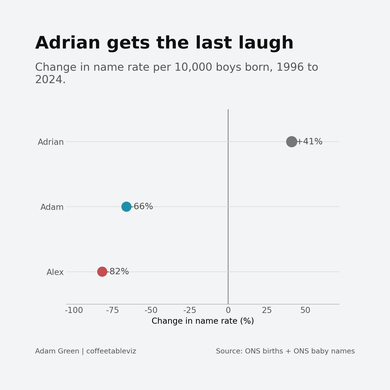 Adrian gets the last laugh
Change in name rate per 10,000 boys born, 1996 to
2024.
Adrian
+41%
Adam
-66%
Alex
-82%
-100 -75 -50 -25 0 25 50
Change in name rate (%)
Adam Green | coffeetableviz
Source: ONS births + ONS baby names